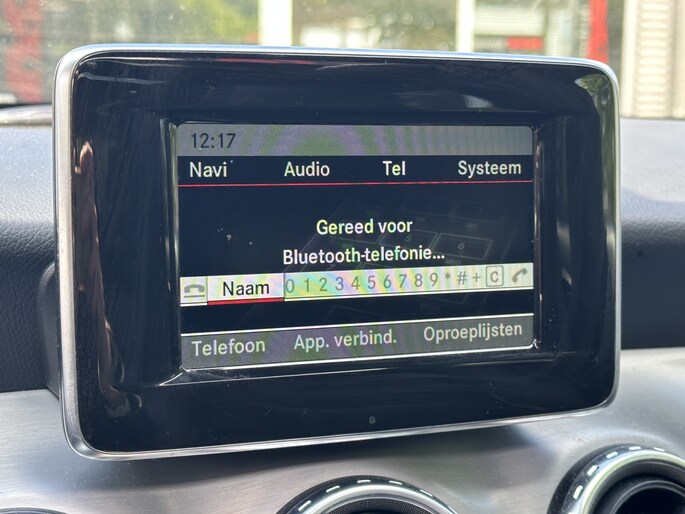 12:17
Navi Audio Tel Systeem
Gereed voor
Bluetooth-telefonie...
Naam 0 1 2 3 4 5 6 7 8 9 * # + C
Telefoon App. verbind. Oproeplijsten